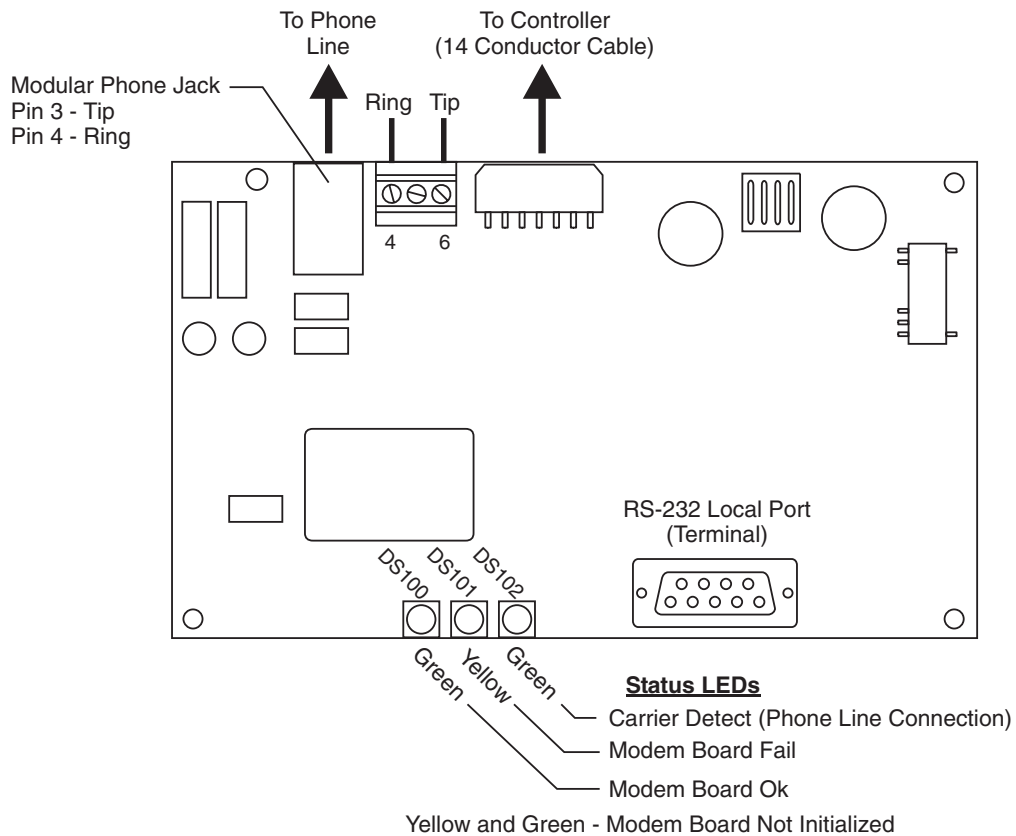 To Phone
Line
To Controller
(14 Conductor Cable)
Modular Phone Jack
Pin 3 - Tip
Pin 4 - Ring
Ring Tip
4 6
RS-232 Local Port
(Terminal)
DS100
DS101
DS102
Green
Yellow
Green
Status LEDs
Carrier Detect (Phone Line Connection)
Modem Board Fail
Modem Board Ok
Yellow and Green - Modem Board Not Initialized